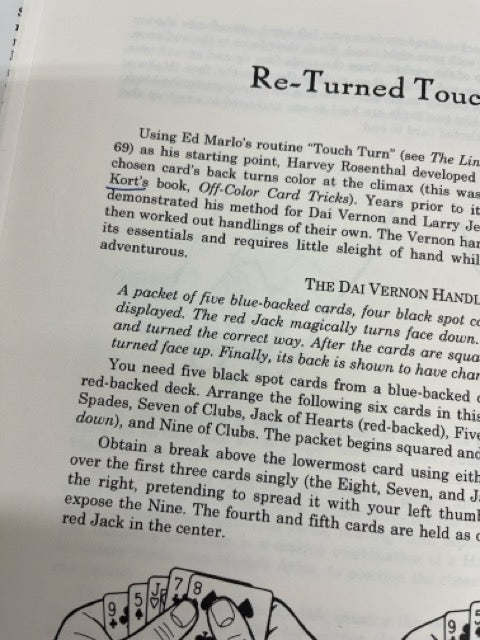 Re-Turned Touc
Using Ed Marlo's routine "Touch Turn" (see The Lin
69) as his starting point, Harvey Rosenthal developed
chosen card's back turns color at the climax (this was
Kort's book, Off-Color Card Tricks). Years prior to it
demonstrated his method for Dai Vernon and Larry Je
then worked out handlings of their own. The Vernon han
its essentials and requires little sleight of hand whil
adventurous.
THE DAI VERNON HANDL
A packet of five blue-backed cards, four black spot c
displayed. The red Jack magically turns face down.
and turned the correct way. After the cards are squa
turned face up. Finally, its back is shown to have char
You need five black spot cards from a blue-backed
red-backed deck. Arrange the following six cards in this
Spades, Seven of Clubs, Jack of Hearts (red-backed), Five
down), and Nine of Clubs. The packet begins squared and
Obtain a break above the lowermost card using eith
over the first three cards singly (the Eight, Seven, and J
the right, pretending to spread it with your left thum
expose the Nine. The fourth and fifth cards are held as
red Jack in the center.
9 5 J 7 8
9 5